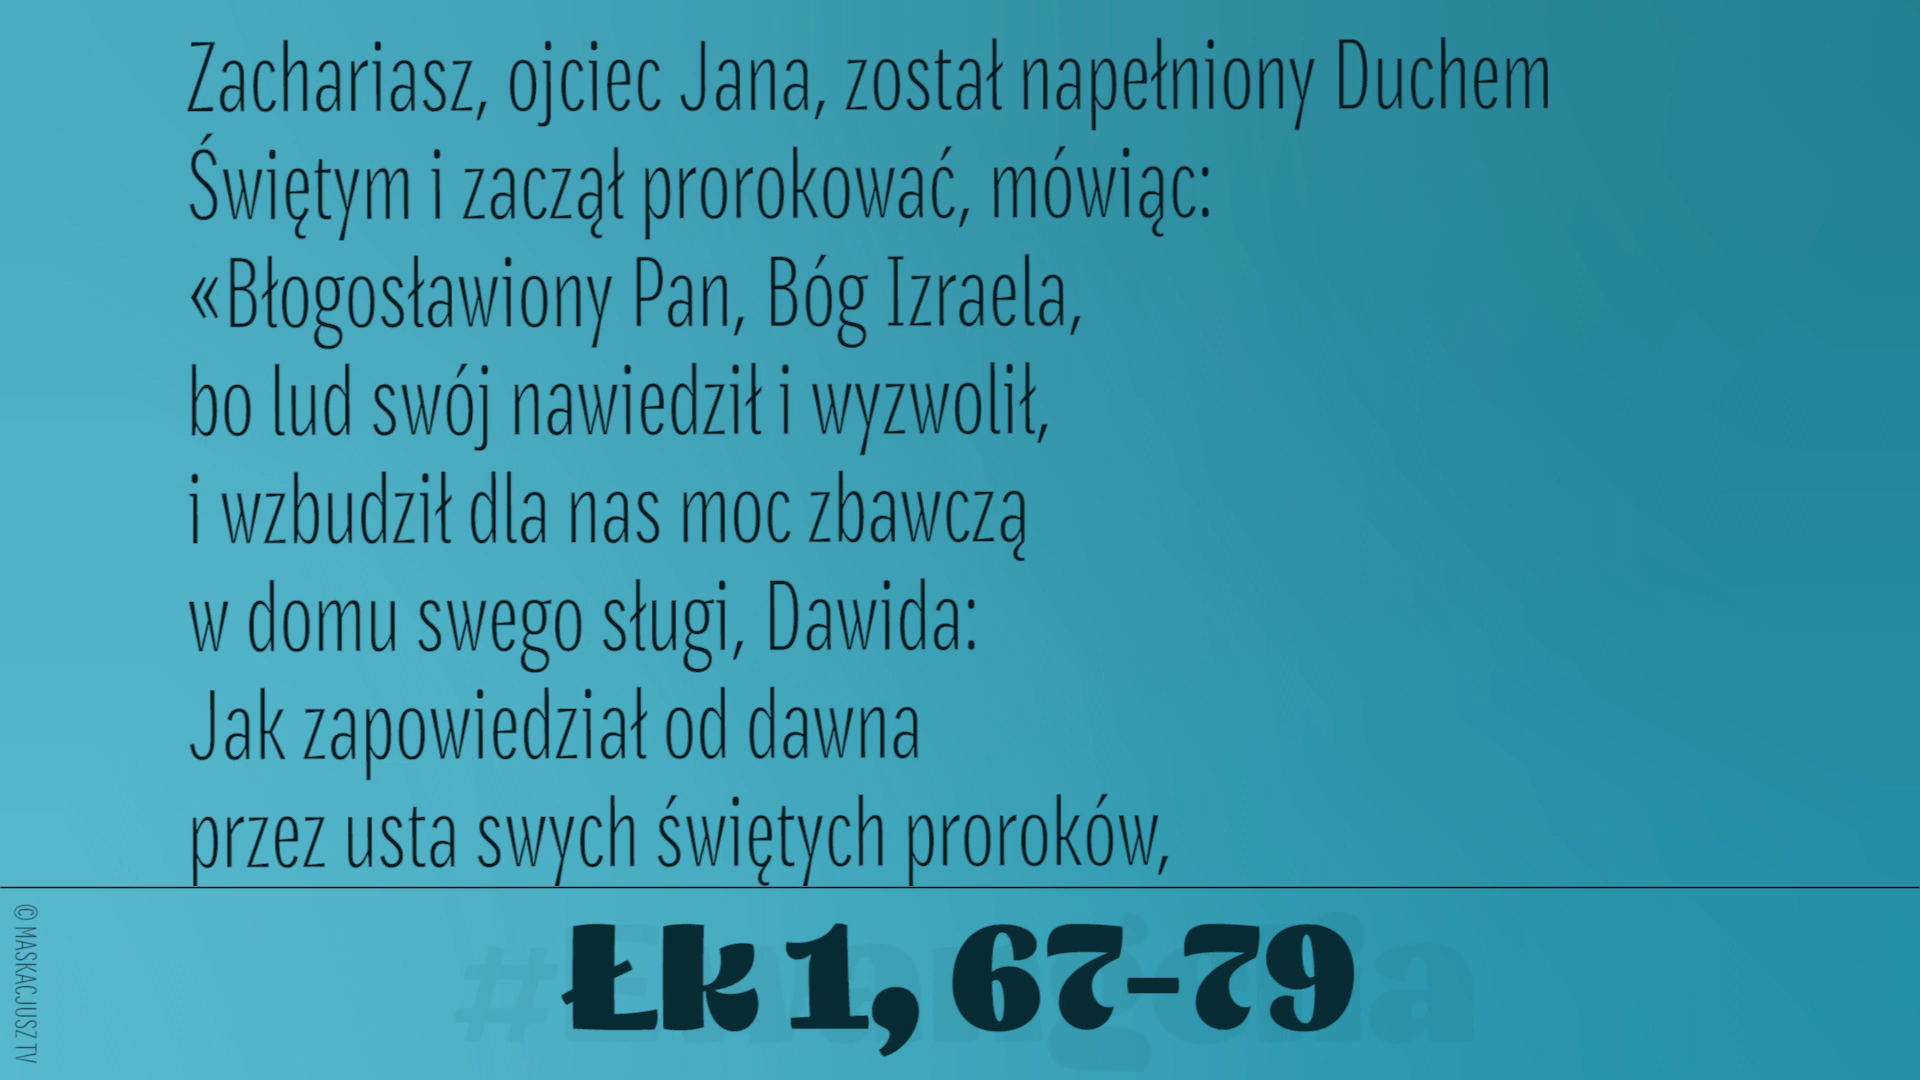 Zachariasz, ojciec Jana, został napełniony Duchem
Świętym i zaczął prorokować, mówiąc:
«Błogosławiony Pan, Bóg Izraela,
bo lud swój nawiedził i wyzwolił,
i wzbudził dla nas moc zbawczą
w domu swego sługi, Dawida:
Jak zapowiedział od dawna
przez usta swych świętych proroków,
#Ewangelia
Łk 1, 67-79
© MASKACJUSZ TV